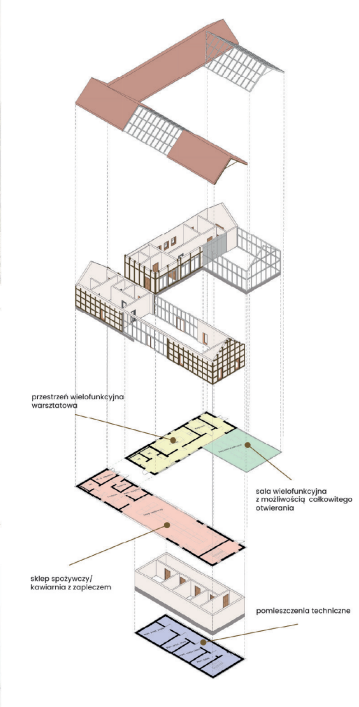 przestrzeń wielofunkcyjna
warsztatowa
sala wielofunkcyjna
z możliwością całkowitego
otwierania
sklep spożywczy/
kawiarnia z zapleczem
pomieszczenia techniczne